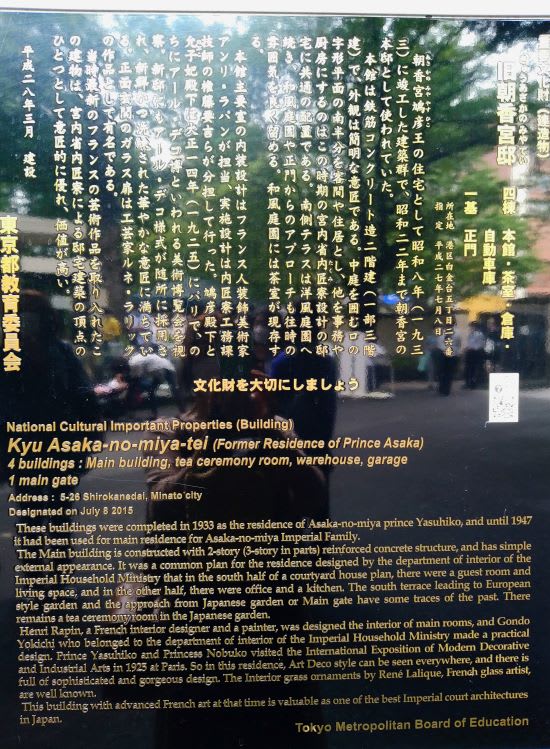 旧朝香宮邸 四棟 本館・茶室・倉庫・
自動車庫
一基 正門
所在地 港区白金台五丁目二六番
指定 平成二七年七月八日
朝香宮鳩彦王の住宅として昭和八年（一九三
三）に竣工した建築群で、昭和二二年まで朝香宮の
本邸として使われていた。
本館は鉄筋コンクリート造二階建（一部三階
建）で、外観は簡明な意匠である。中庭を囲むロの
字形平面の南半分を客間や住居とし、他を事務や
厨房にするのはこの時期の宮内省内匠寮設計の邸
宅に共通の配置である。南側テラスは洋風庭園へ
続き、和風庭園や正門からのアプローチも往時の
雰囲気を良く留める。和風庭園には茶室が現存す
る。
本館主要室の内装設計はフランス人装飾美術家
アンリ・ラパンが担当、実施設計は内匠寮工務課
技師の権藤要吉らが分担して行った。鳩彦殿下と
允子妃殿下は大正一四年（一九二五）にパリで、の
ちにアール・デコ博といわれる美術博覧会を視
察、新邸にもアール・デコ様式が随所に採用さ
れ、新鮮かつ洗練された華やかな意匠に満ちてい
る。正面玄関のガラス扉は工芸家ルネ・ラリック
の作品として有名である。
当時最新のフランスの芸術作品を取り入れたこ
の建物は、宮内省内匠寮による邸宅建築の頂点の
ひとつとして意匠的に優れ、価値が高い。
平成二八年三月 建設
東京都教育委員会
文化財を大切にしましょう
National Cultural Important Properties (Building)
Kyu Asaka-no-miya-tei (Former Residence of Prince Asaka)
4 buildings : Main building, tea ceremony room, warehouse, garage
1 main gate
Address : 5-26 Shirokanedai, Minato city
Designated on July 8 2015
These buildings were completed in 1933 as the residence of Asaka-no-miya prince Yasuhiko, and until 1947
it had been used for main residence for Asaka-no-miya Imperial Family.
The Main building is constructed with 2-story (3-story in parts) reinforced concrete structure, and has simple
external appearance. It was a common plan for the residence designed by the department of interior of the
Imperial Household Ministry that in the south half of a courtyard house plan, there were a guest room and
living space, and in the other half, there were office and a kitchen. The south terrace leading to European
style garden and the approach from Japanese garden or Main gate have some traces of the past. There
remains a tea ceremony room in the Japanese garden.
Henri Rapin, a French interior designer and a painter, was designed the interior of main rooms, and Gondo
Yokichi who belonged to the department of interior of the Imperial Household Ministry made a practical
design. Prince Yasuhiko and Princess Nobuko visited the International Exposition of Modern Decorative
and Industrial Arts in 1925 at Paris. So in this residence, Art Deco style can be seen everywhere, and there is
full of sophisticated and gorgeous design. The Interior grass ornaments by René Lalique, French glass artist,
are well known.
This building with advanced French art at that time is valuable as one of the best Imperial court architectures
in Japan.
Tokyo Metropolitan Board of Education